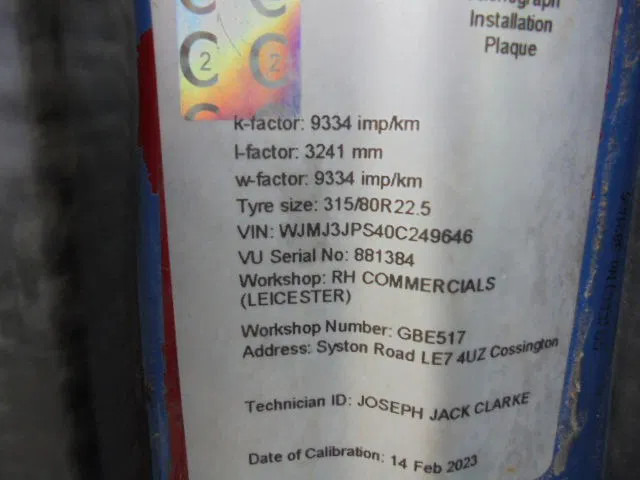 Installation
Plaque
2 2
k-factor: 9334 imp/km
l-factor: 3241 mm
w-factor: 9334 imp/km
Tyre size: 315/80R22.5
VIN: WJMJ3JPS40C249646
VU Serial No: 881384
Workshop: RH COMMERCIALS
(LEICESTER)
Workshop Number: GBE517
Address: Syston Road LE7 4UZ Cossington
Technician ID: JOSEPH JACK CLARKE
Date of Calibration: 14 Feb 2023